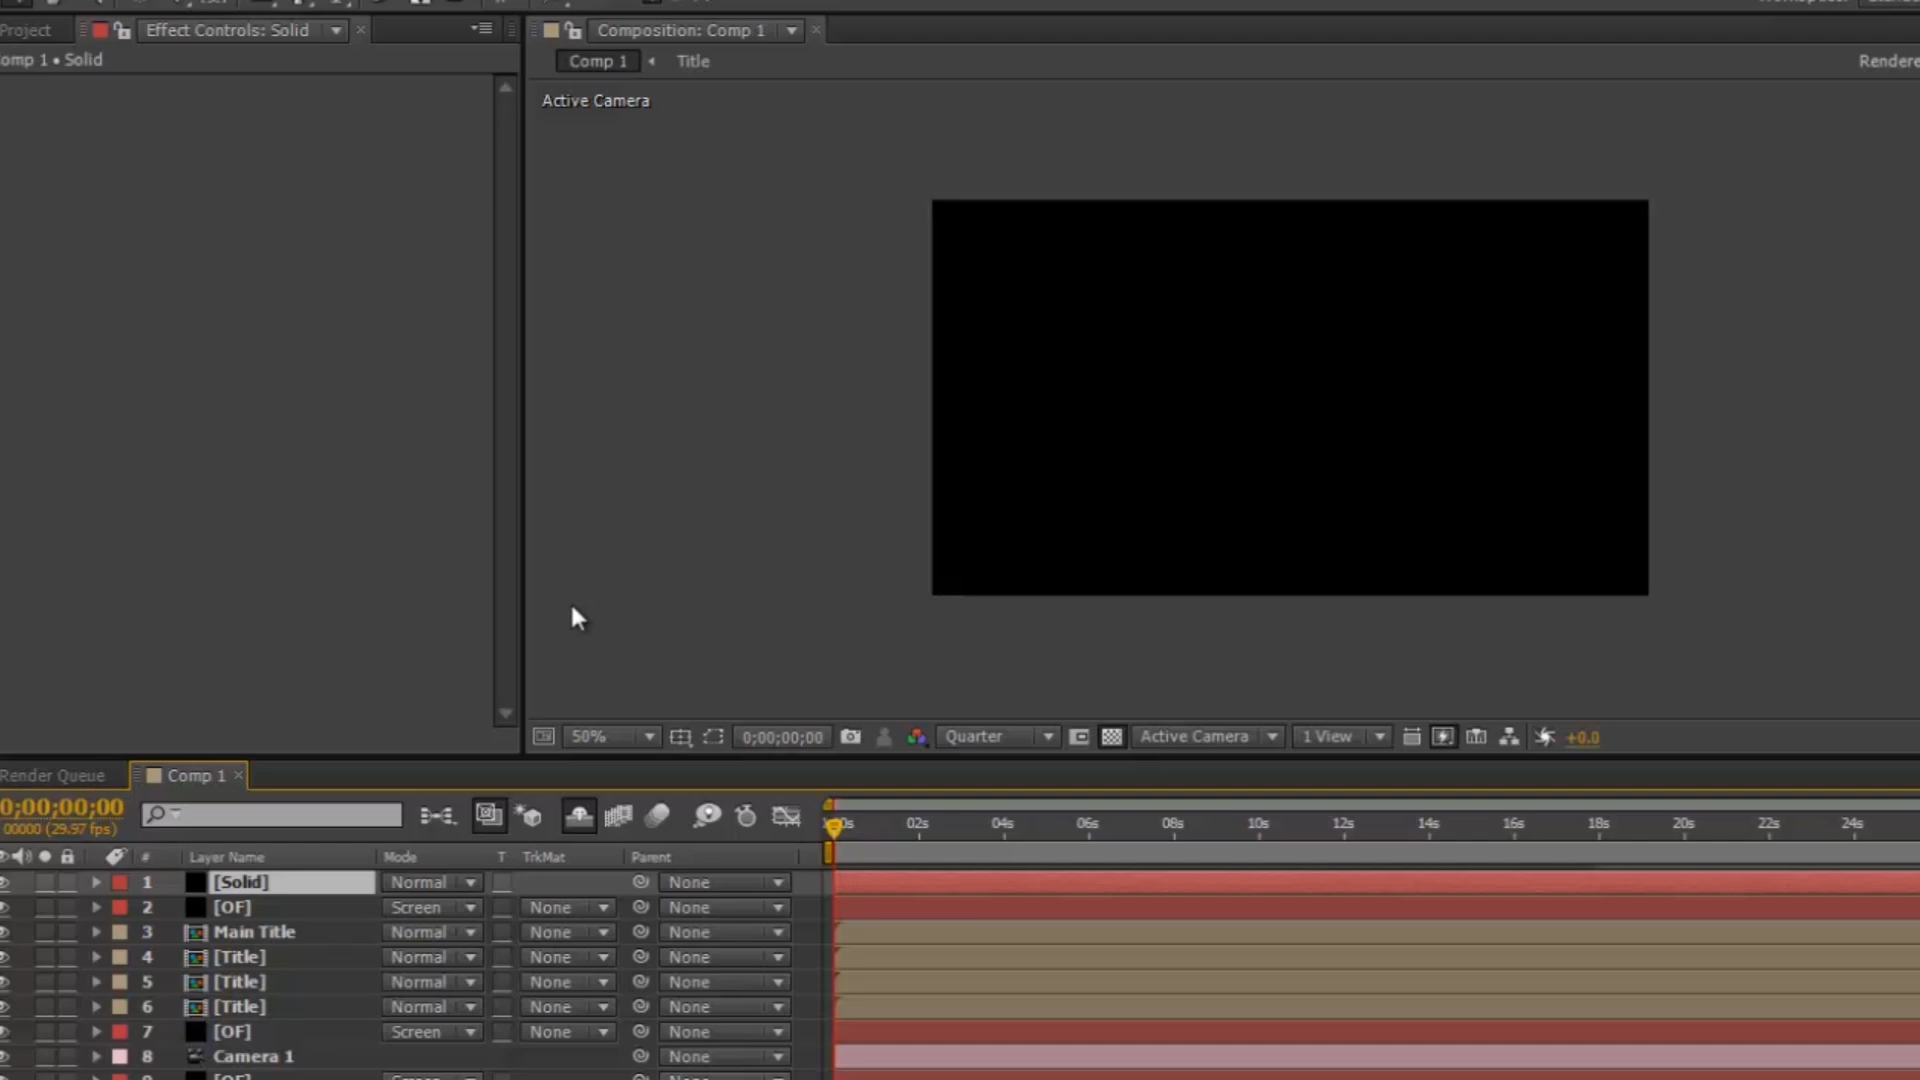 Project
Effect Controls: Solid
Composition: Comp 1
Comp 1 • Solid
Comp 1
Title
Rendere
Active Camera
50%
0;00;00;00
Quarter
Active Camera
1 View
+0.0
Render Queue
Comp 1
0;00;00;00
00000 (29.97 fps)
02s 04s 06s 08s 10s 12s 14s 16s 18s 20s 22s 24s
# Layer Name Mode T TrkMat Parent
1 [Solid] Normal None
2 [OF] Screen None None
3 Main Title Normal None None
4 [Title] Normal None None
5 [Title] Normal None None
6 [Title] Normal None None
7 [OF] Screen None None
8 Camera 1 None